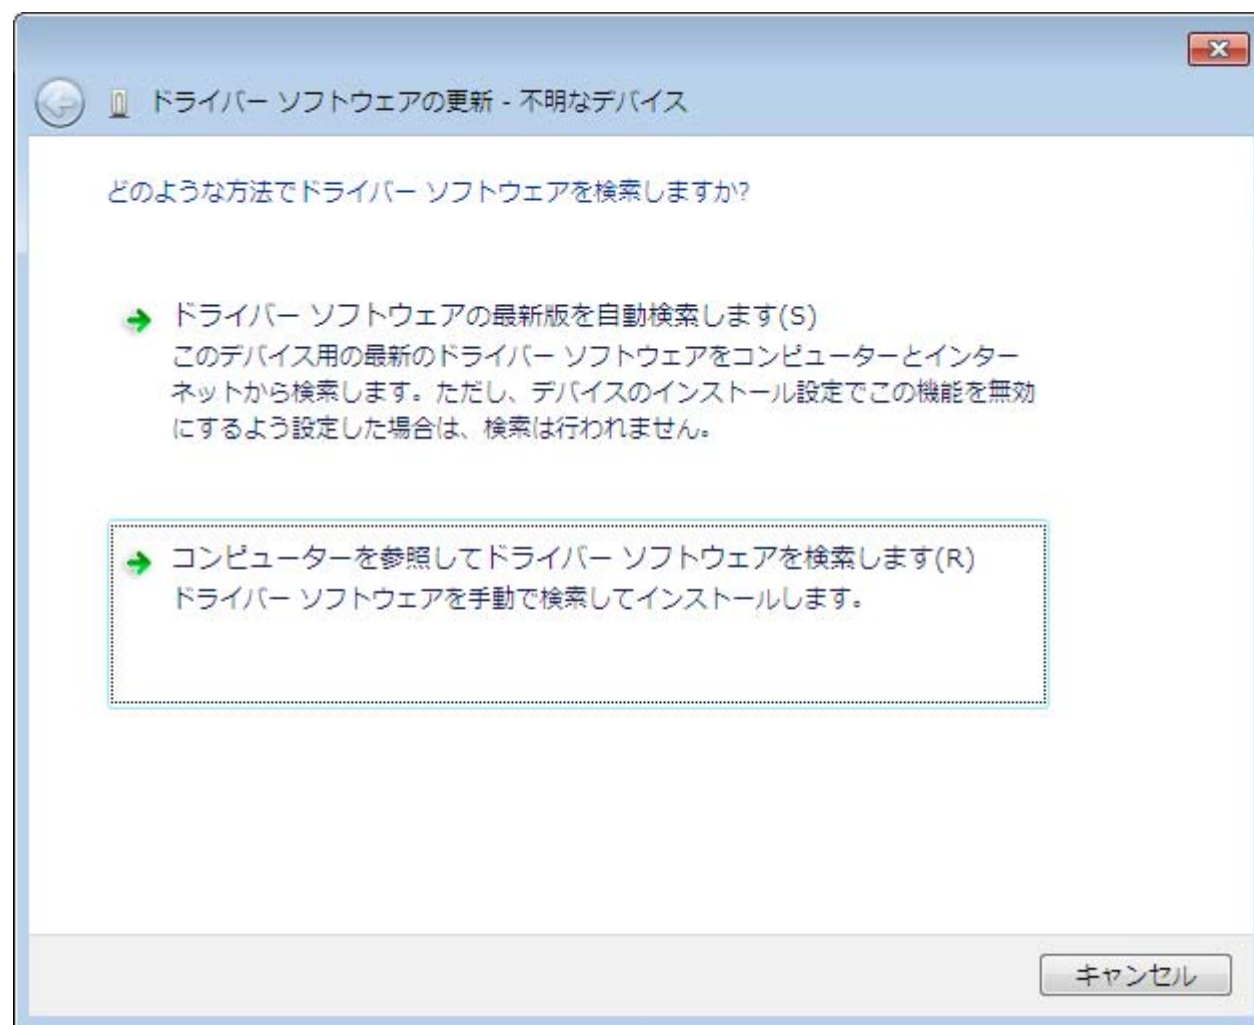 ドライバー ソフトウェアの更新 - 不明なデバイス
どのような方法でドライバー ソフトウェアを検索しますか?
ドライバー ソフトウェアの最新版を自動検索します(S)
このデバイス用の最新のドライバー ソフトウェアをコンピューターとインター
ネットから検索します。ただし、デバイスのインストール設定でこの機能を無効
にするよう設定した場合は、検索は行われません。
コンピューターを参照してドライバー ソフトウェアを検索します(R)
ドライバー ソフトウェアを手動で検索してインストールします。
キャンセル